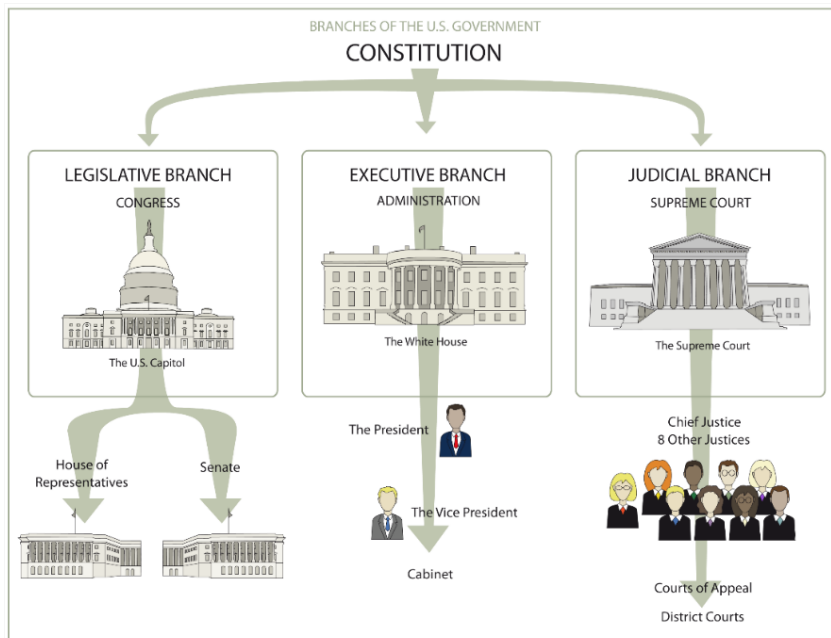 BRANCHES OF THE U.S. GOVERNMENT
CONSTITUTION
LEGISLATIVE BRANCH
CONGRESS
The U.S. Capitol
House of
Representatives
Senate
EXECUTIVE BRANCH
ADMINISTRATION
The White House
The President
The Vice President
Cabinet
JUDICIAL BRANCH
SUPREME COURT
The Supreme Court
Chief Justice
8 Other Justices
Courts of Appeal
District Courts